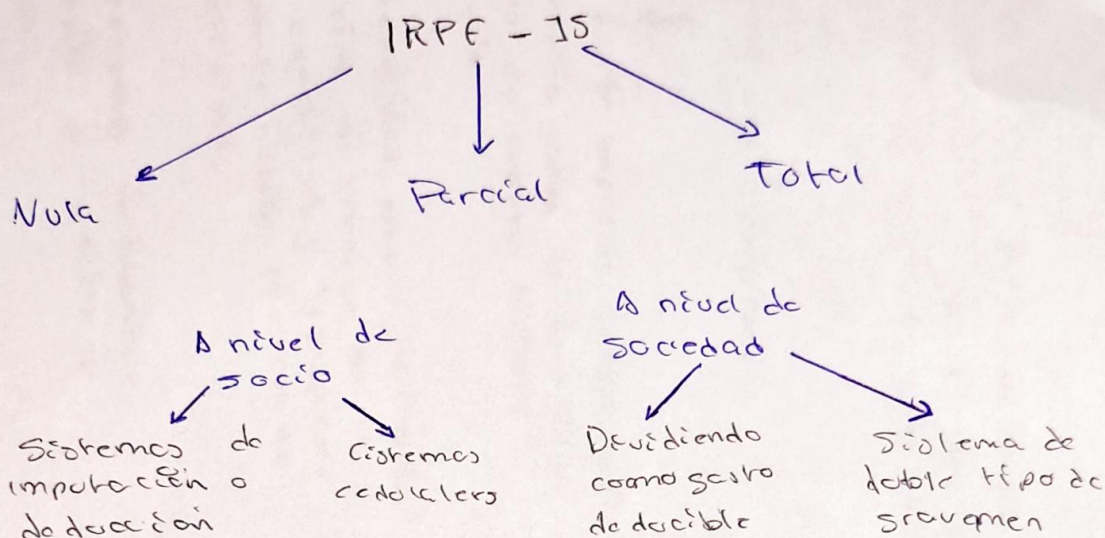 IRPF - IS
Nula
Parcial
Total
A nivel de
socio
A nivel de
sociedad
Sistemas de
imputación o
deducción
Cistemas
cedulares
Dividiendo
como gasto
deducible
Sistema de
doble tipo de
gravamen